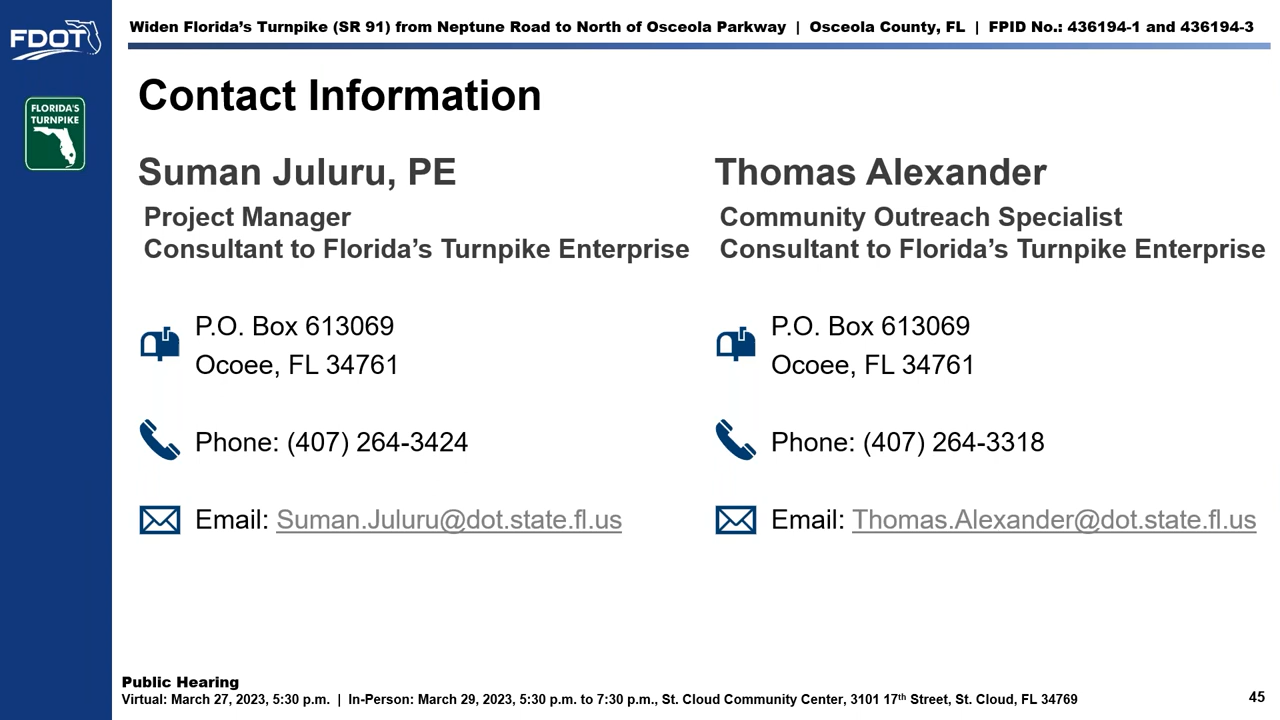 Widen Florida’s Turnpike (SR 91) from Neptune Road to North of Osceola Parkway | Osceola County, FL | FPID No.: 436194-1 and 436194-3
FDOT
FLORIDA'S
TURNPIKE
Contact Information
Suman Juluru, PE
Project Manager
Consultant to Florida’s Turnpike Enterprise
P.O. Box 613069
Ocoee, FL 34761
Phone: (407) 264-3424
Email: Suman.Juluru@dot.state.fl.us
Thomas Alexander
Community Outreach Specialist
Consultant to Florida’s Turnpike Enterprise
P.O. Box 613069
Ocoee, FL 34761
Phone: (407) 264-3318
Email: Thomas.Alexander@dot.state.fl.us
Public Hearing
Virtual: March 27, 2023, 5:30 p.m. | In-Person: March 29, 2023, 5:30 p.m. to 7:30 p.m., St. Cloud Community Center, 3101 17th Street, St. Cloud, FL 34769
45